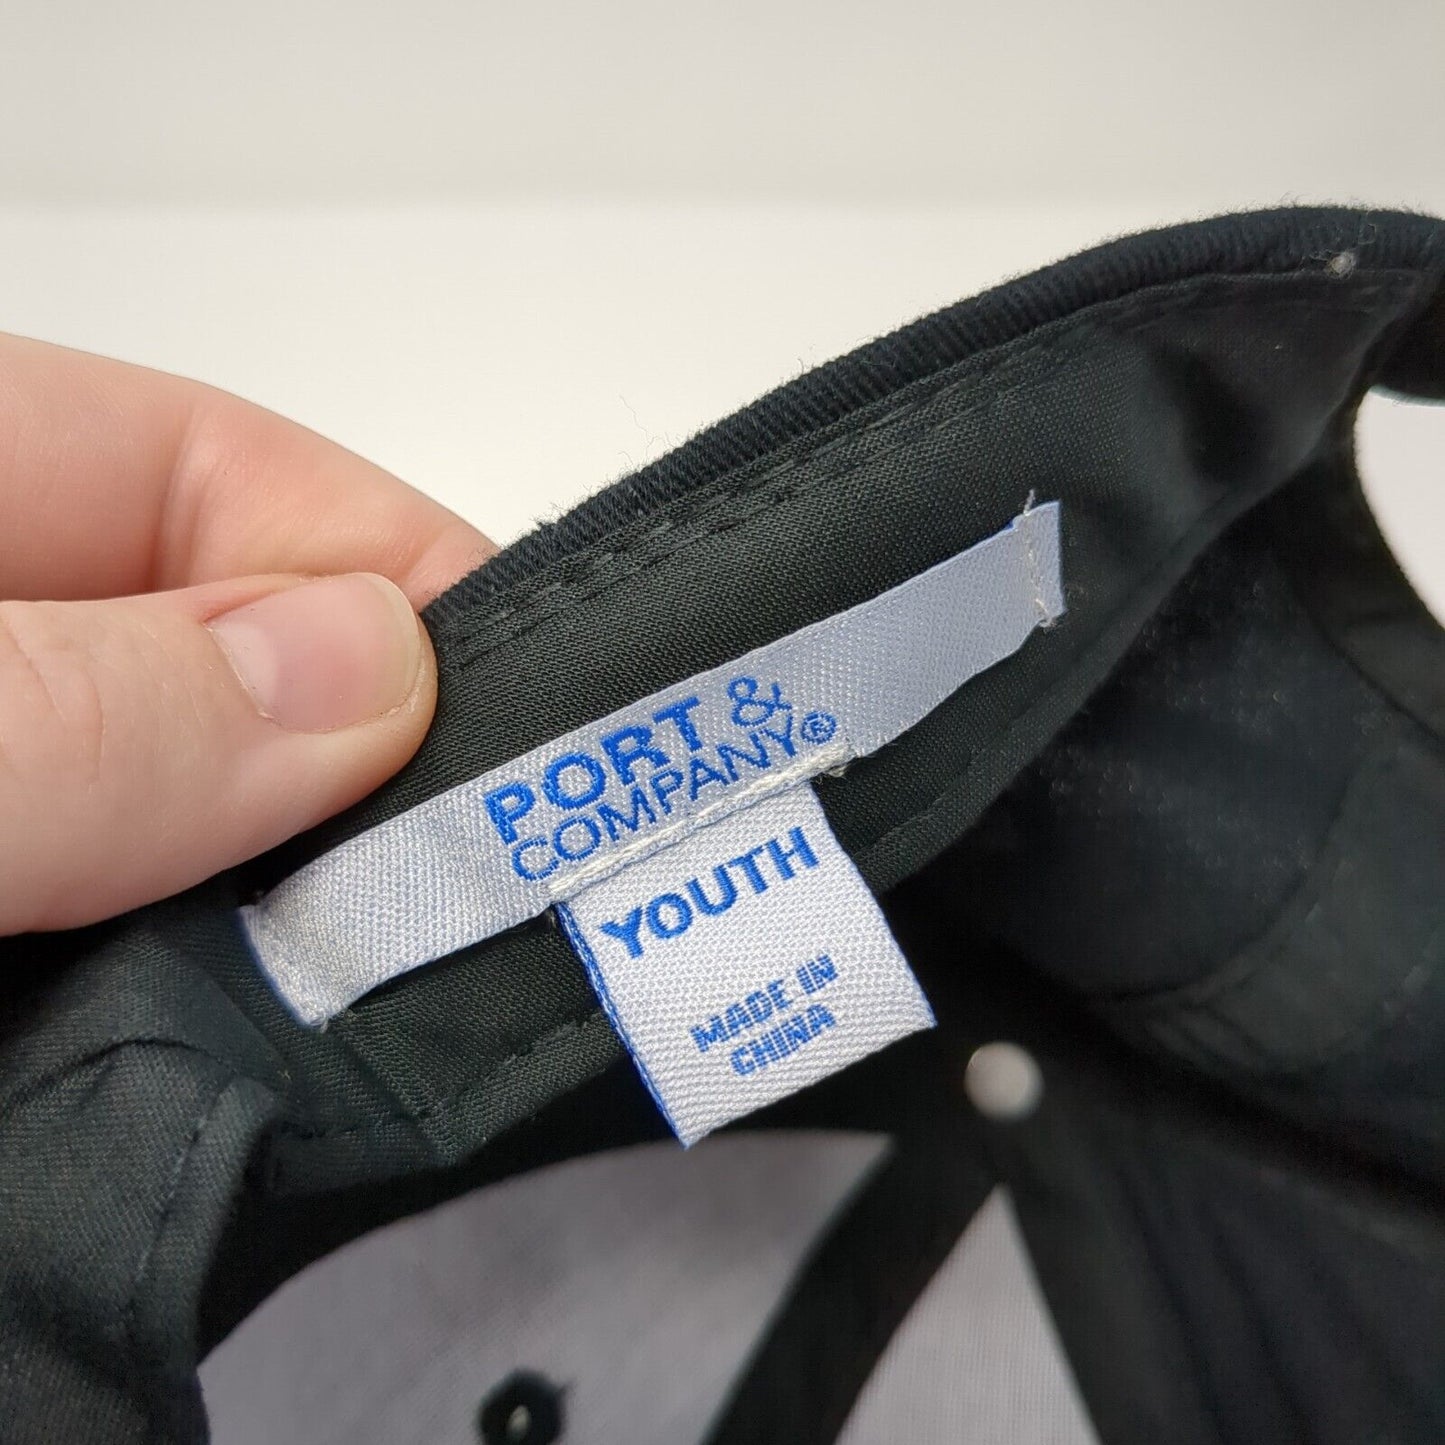 PORT &
COMPANY®
YOUTH
MADE IN
CHINA